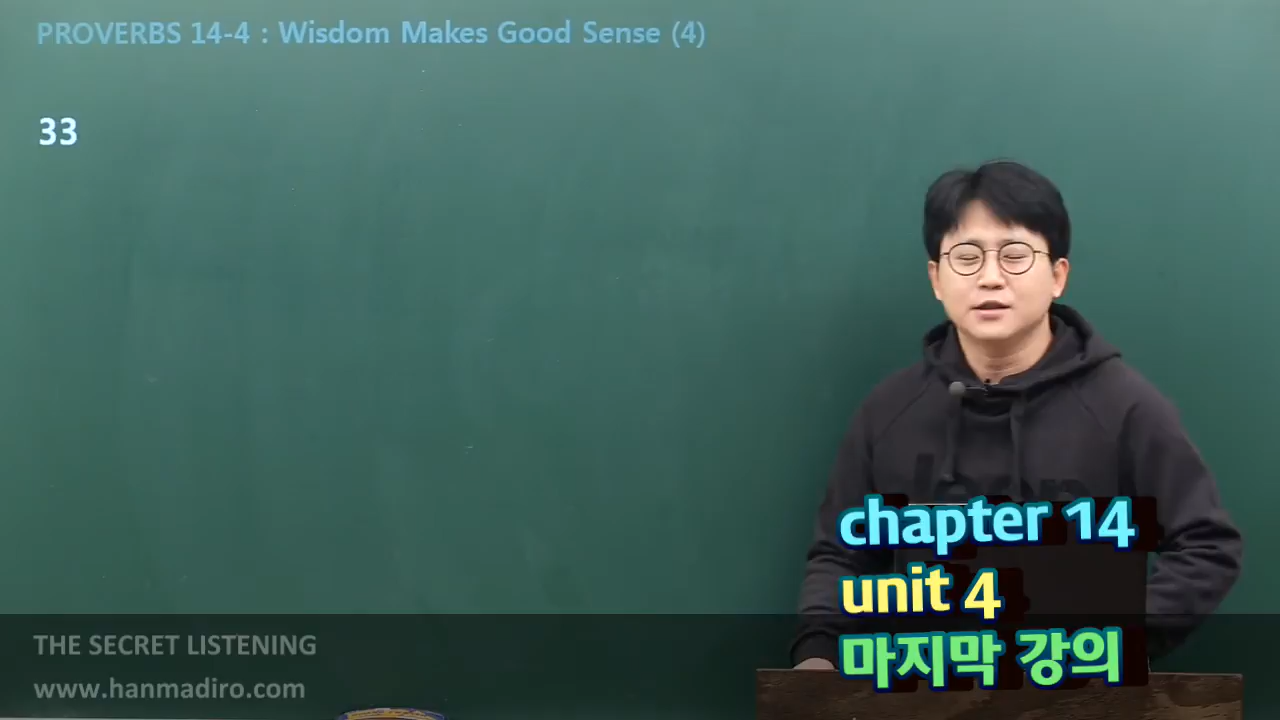 PROVERBS 14-4 : Wisdom Makes Good Sense (4)
33
chapter 14
unit 4
마지막 강의
THE SECRET LISTENING
www.hanmadiro.com